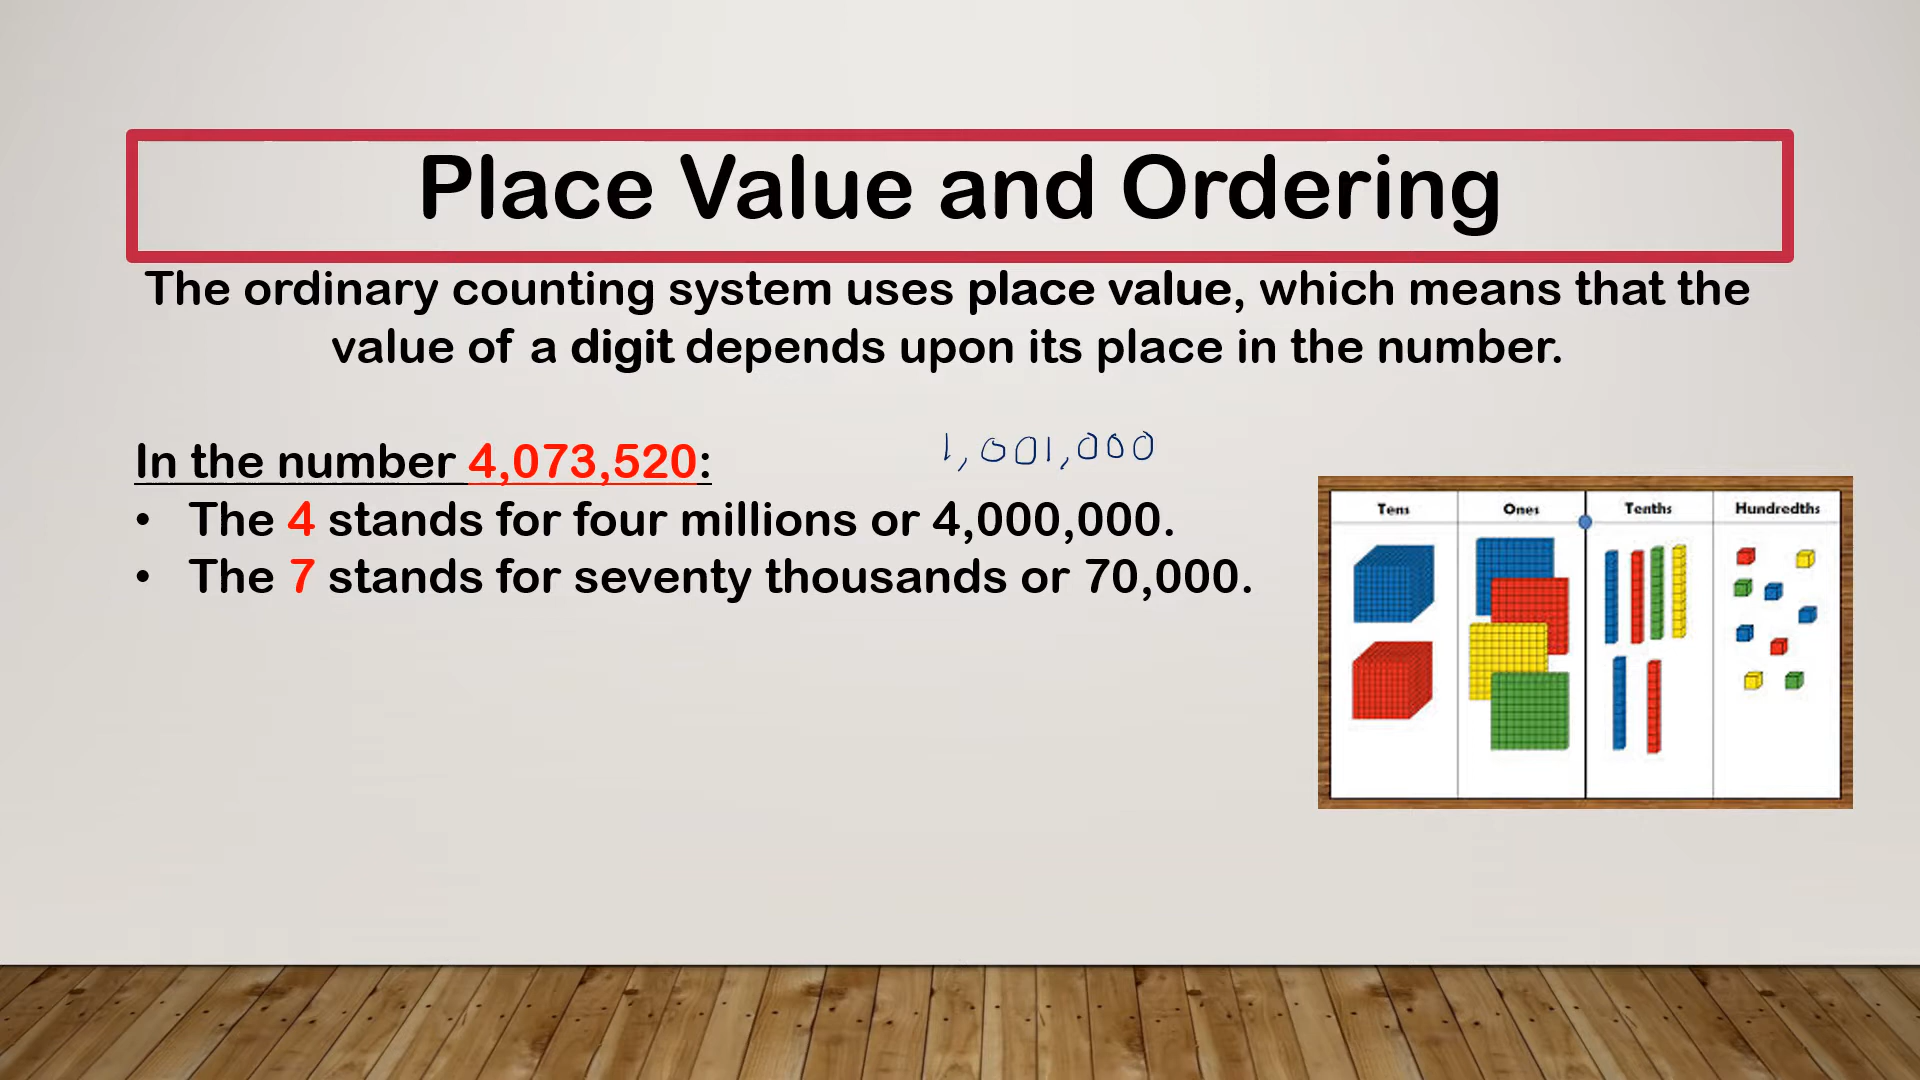 Place Value and Ordering
The ordinary counting system uses place value, which means that the
value of a digit depends upon its place in the number.
In the number 4,073,520:
1,001,000
• The 4 stands for four millions or 4,000,000.
• The 7 stands for seventy thousands or 70,000.
Tens Ones Tenths Hundredths